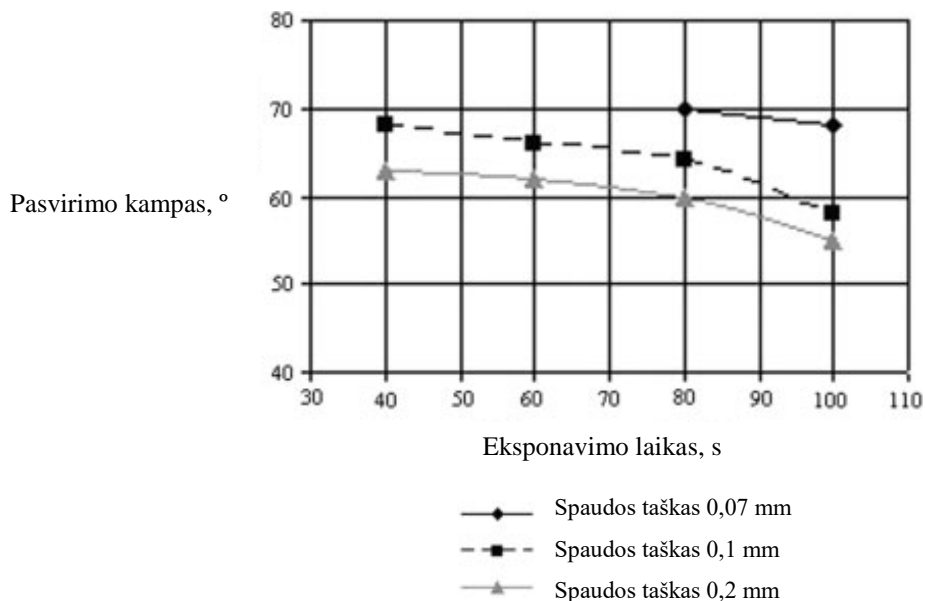 80
70
Pasvirimo kampas, º
60
50
40
30 40 50 60 70 80 90 100 110
Eksponavimo laikas, s
Spaudos taškas 0,07 mm
Spaudos taškas 0,1 mm
Spaudos taškas 0,2 mm